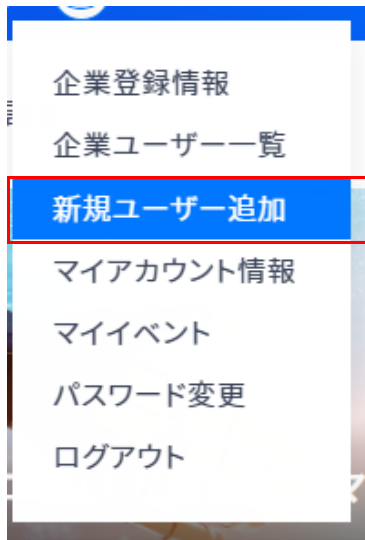 企業登録情報
企業ユーザー一覧
新規ユーザー追加
マイアカウント情報
マイイベント
パスワード変更
ログアウト